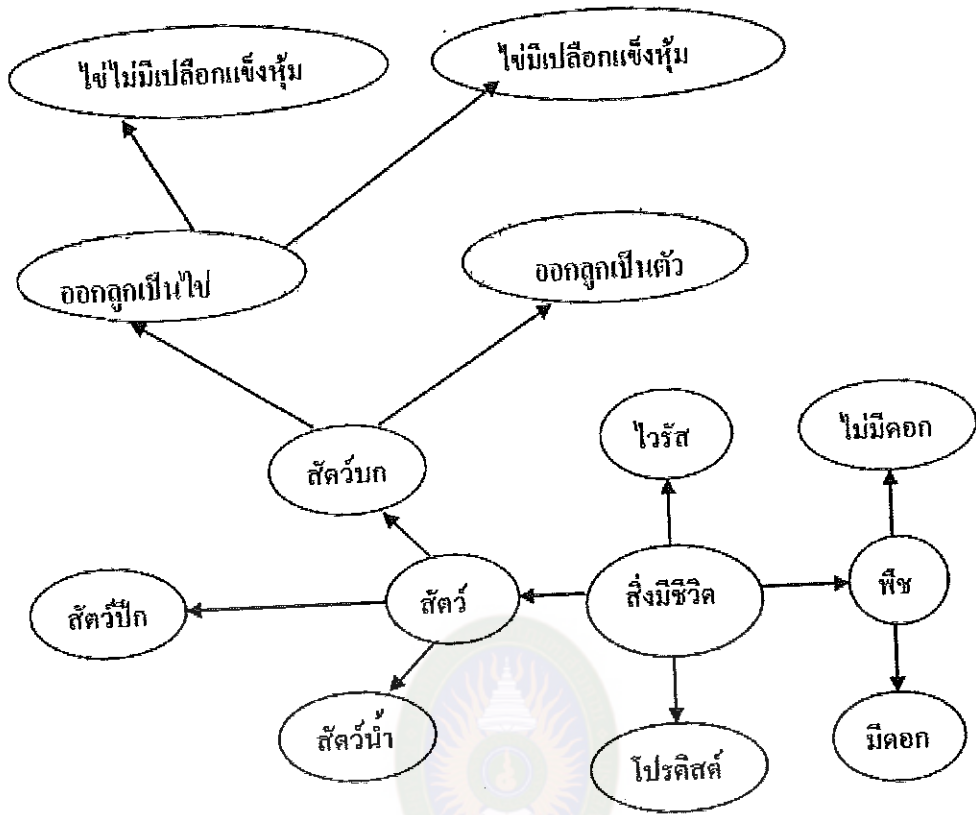 ไข่ไม่มีเปลือกแข็งหุ้ม
ไข่มีเปลือกแข็งหุ้ม
ออกลูกเป็นไข่
ออกลูกเป็นตัว
ไวรัส
ไม่มีดอก
สัตว์บก
สัตว์ปีก
สัตว์
สิ่งมีชีวิต
พืช
สัตว์น้ำ
โปรติสต์
มีดอก